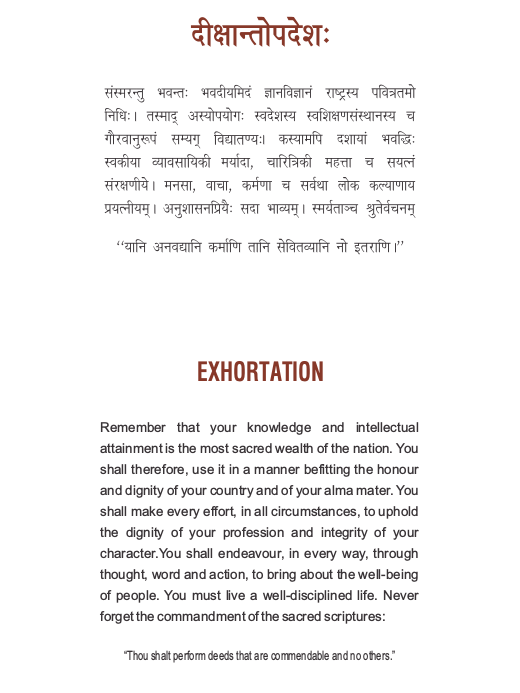 दीक्षान्तोपदेशः
संस्मरन्तु भवन्तः भवदीयमिदं ज्ञानविज्ञानं राष्ट्रस्य पवित्रतमो
निधिः। तस्माद् अस्योपयोगः स्वदेशस्य स्वशिक्षणसंस्थानस्य च
गौरवानुरूपं सम्यग् विद्यातण्यः। कस्यामपि दशायां भवद्भिः
स्वकीया व्यावसायिकी मर्यादा, चारित्रिकी महत्ता च सयत्नं
संरक्षणीये। मनसा, वाचा, कर्मणा च सर्वथा लोक कल्याणाय
प्रयत्नीयम्। अनुशासनप्रियैः सदा भाव्यम्। स्मर्यताञ्च श्रुतेर्वचनम्
‘‘यानि अनवद्यानि कर्माणि तानि सेवितव्यानि नो इतराणि।’’
EXHORTATION
Remember that your knowledge and intellectual
attainment is the most sacred wealth of the nation. You
shall therefore, use it in a manner befitting the honour
and dignity of your country and of your alma mater. You
shall make every effort, in all circumstances, to uphold
the dignity of your profession and integrity of your
character.You shall endeavour, in every way, through
thought, word and action, to bring about the well-being
of people. You must live a well-disciplined life. Never
forget the commandment of the sacred scriptures:
“Thou shalt perform deeds that are commendable and no others.”